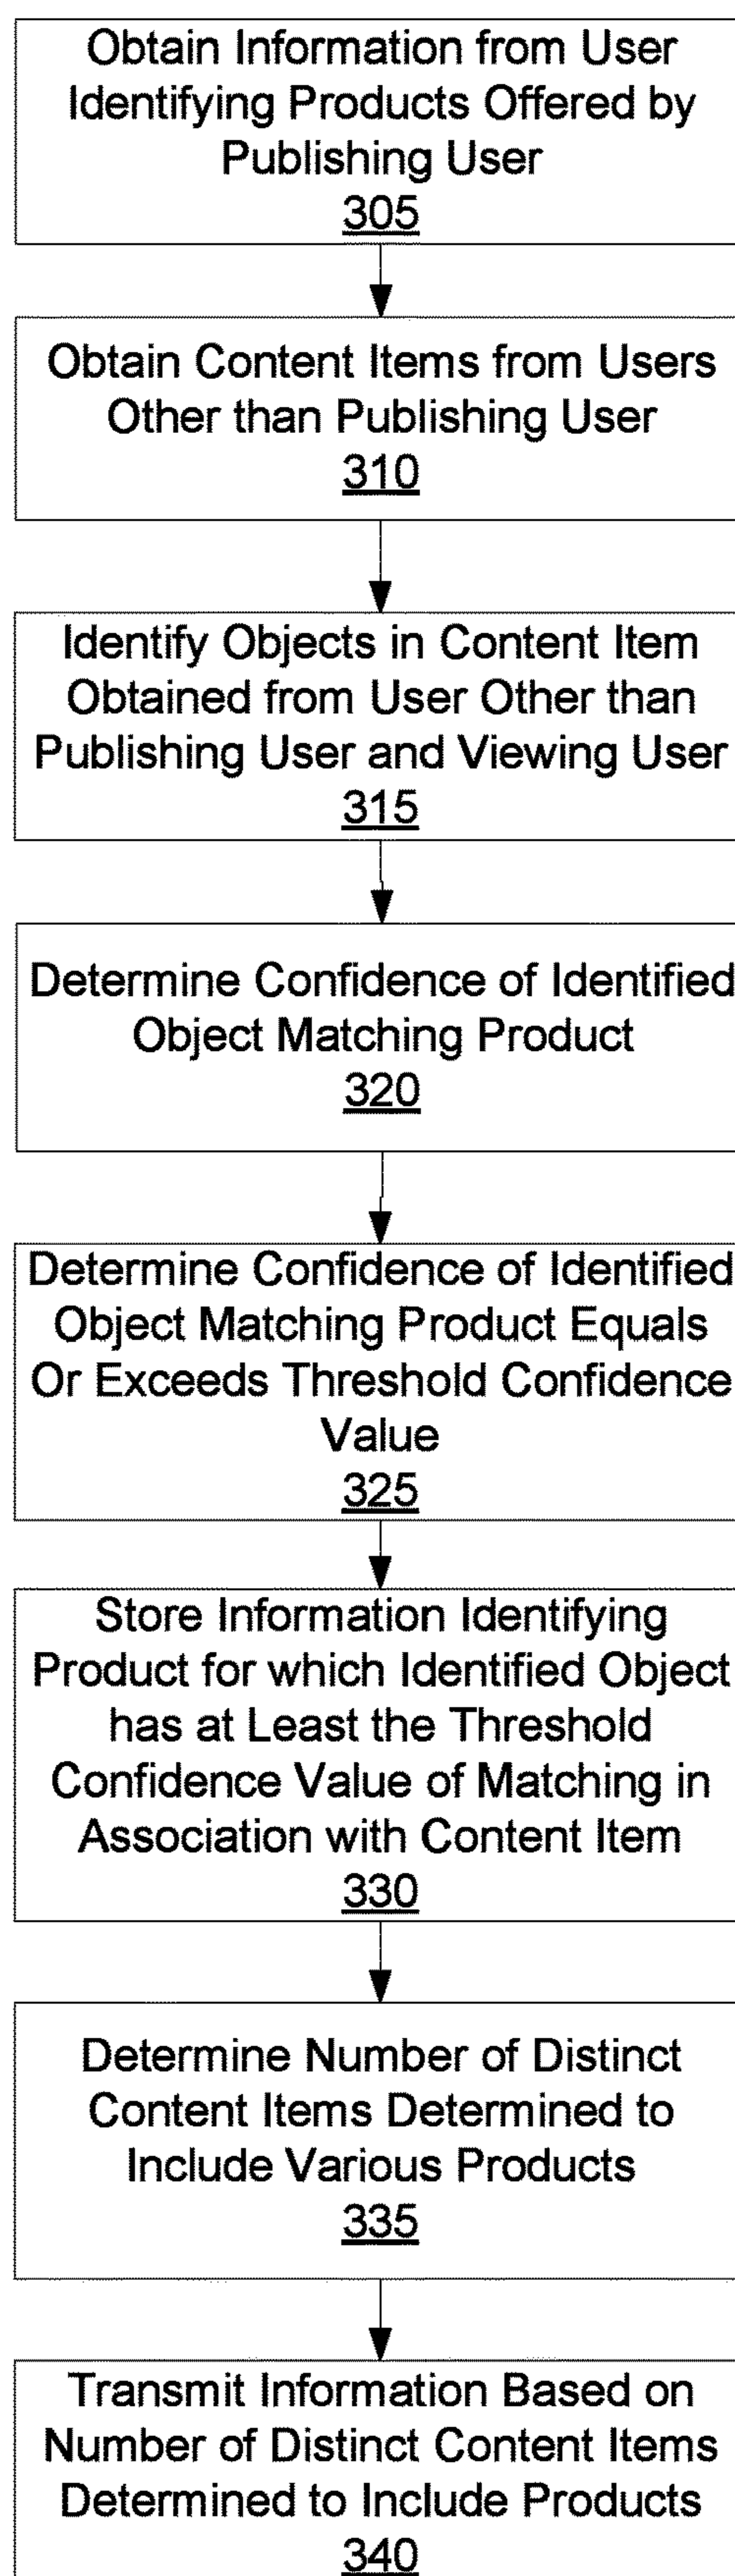 Obtain Information from User
Identifying Products Offered by
Publishing User
305
Obtain Content Items from Users
Other than Publishing User
310
Identify Objects in Content Item
Obtained from User Other than
Publishing User and Viewing User
315
Determine Confidence of Identified
Object Matching Product
320
Determine Confidence of Identified
Object Matching Product Equals
Or Exceeds Threshold Confidence
Value
325
Store Information Identifying
Product for which Identified Object
has at Least the Threshold
Confidence Value of Matching in
Association with Content Item
330
Determine Number of Distinct
Content Items Determined to
Include Various Products
335
Transmit Information Based on
Number of Distinct Content Items
Determined to Include Products
340